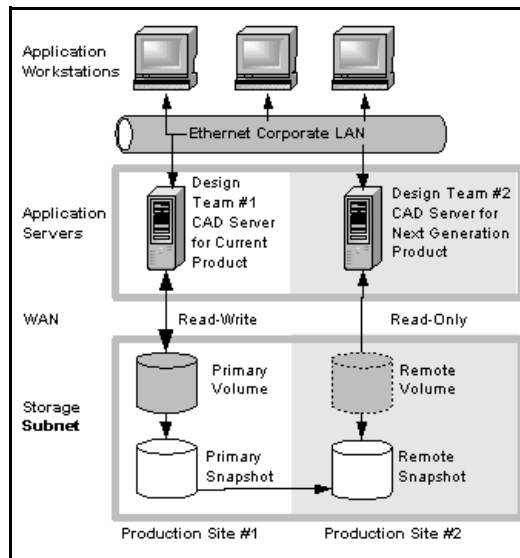 Application
Workstations
Ethernet Corporate LAN
Application
Servers
Design
Team #1
CAD Server
for Current
Product
Design Team #2
CAD Server for
Next Generation
Product
WAN
Read-Write
Read-Only
Storage
Subnet
Primary
Volume
Remote
Volume
Primary
Snapshot
Remote
Snapshot
Production Site #1
Production Site #2